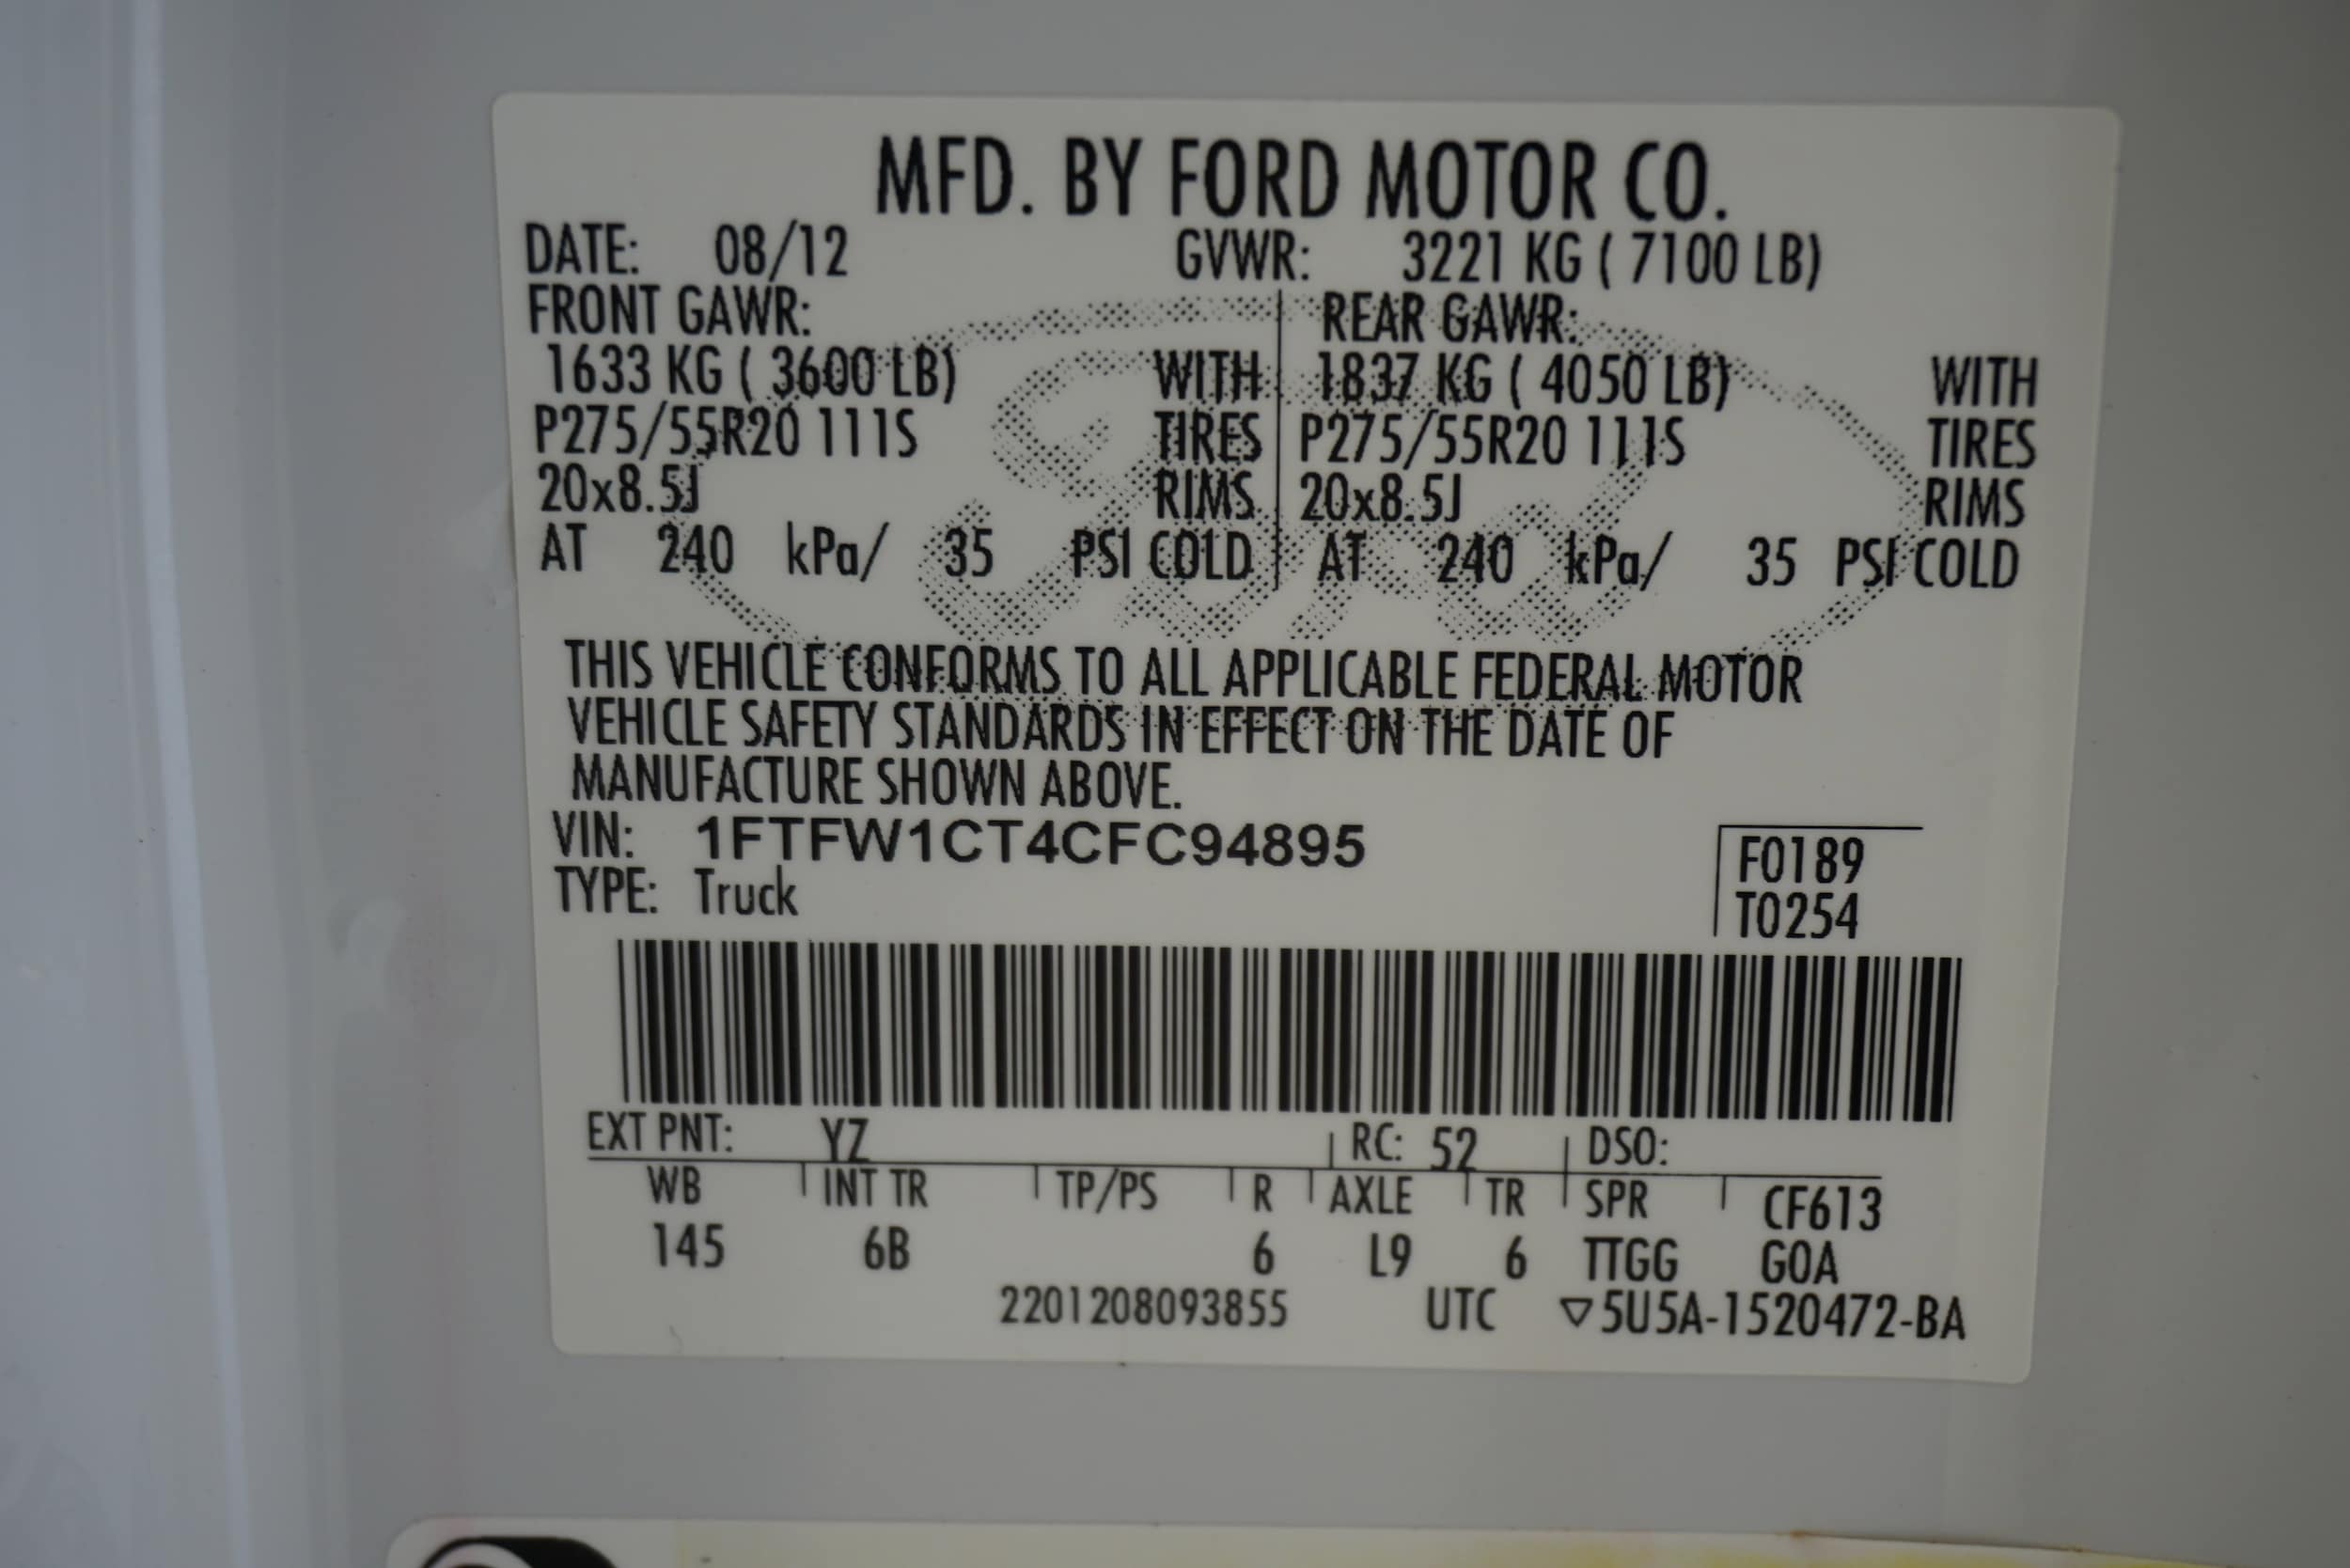 MFD. BY FORD MOTOR CO.
DATE: 08/12 GVWR: 3221 KG ( 7100 LB)
FRONT GAWR: REAR GAWR:
1633 KG ( 3600 LB) WITH 1837 KG ( 4050 LB) WITH
P275/55R20 111S TIRES P275/55R20 111S TIRES
20x8.5J RIMS 20x8.5J RIMS
AT 240 kPa/ 35 PSI COLD AT 240 kPa/ 35 PSI COLD
Ford
THIS VEHICLE CONFORMS TO ALL APPLICABLE FEDERAL MOTOR
VEHICLE SAFETY STANDARDS IN EFFECT ON THE DATE OF
MANUFACTURE SHOWN ABOVE.
VIN: 1FTFW1CT4CFC94895 F0189
TYPE: Truck T0254
EXT PNT: YZ RC: 52 DSO:
WB INT TR TP/PS R AXLE TR SPR CF613
145 6B 6 L9 6 TTGG GOA
2201208093855 UTC ▽5U5A-1520472-BA